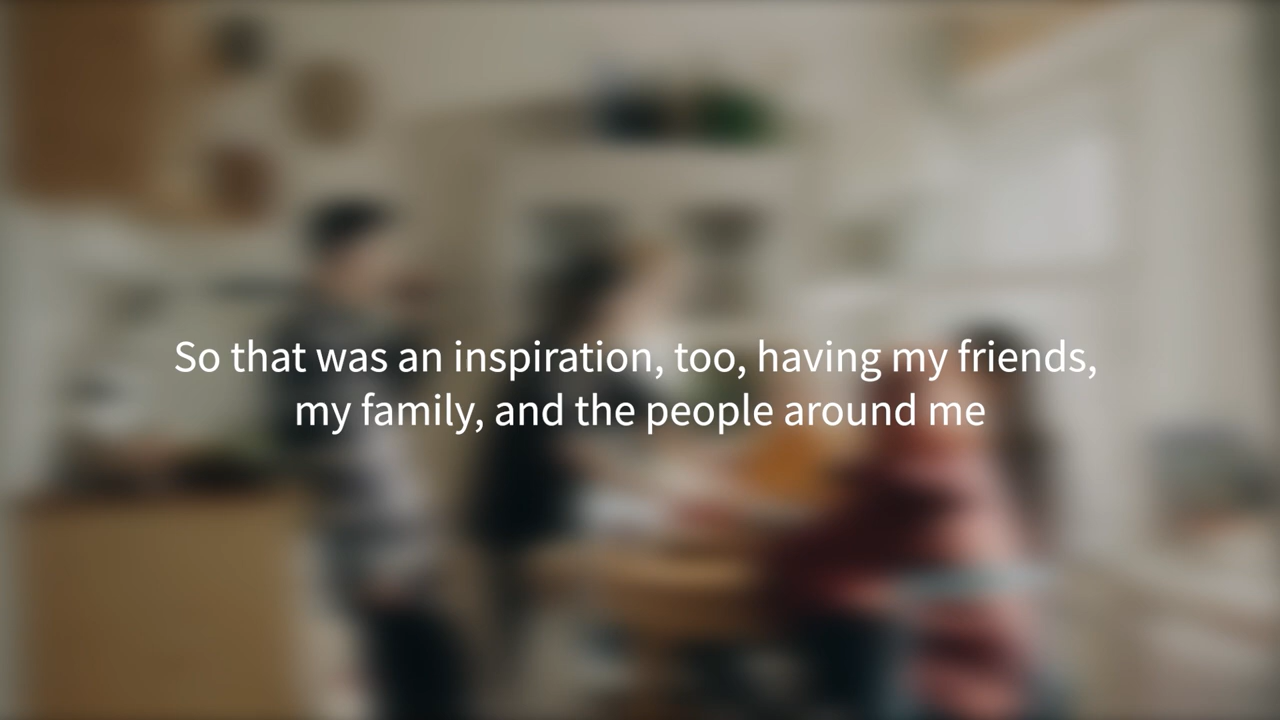 So that was an inspiration, too, having my friends,
my family, and the people around me